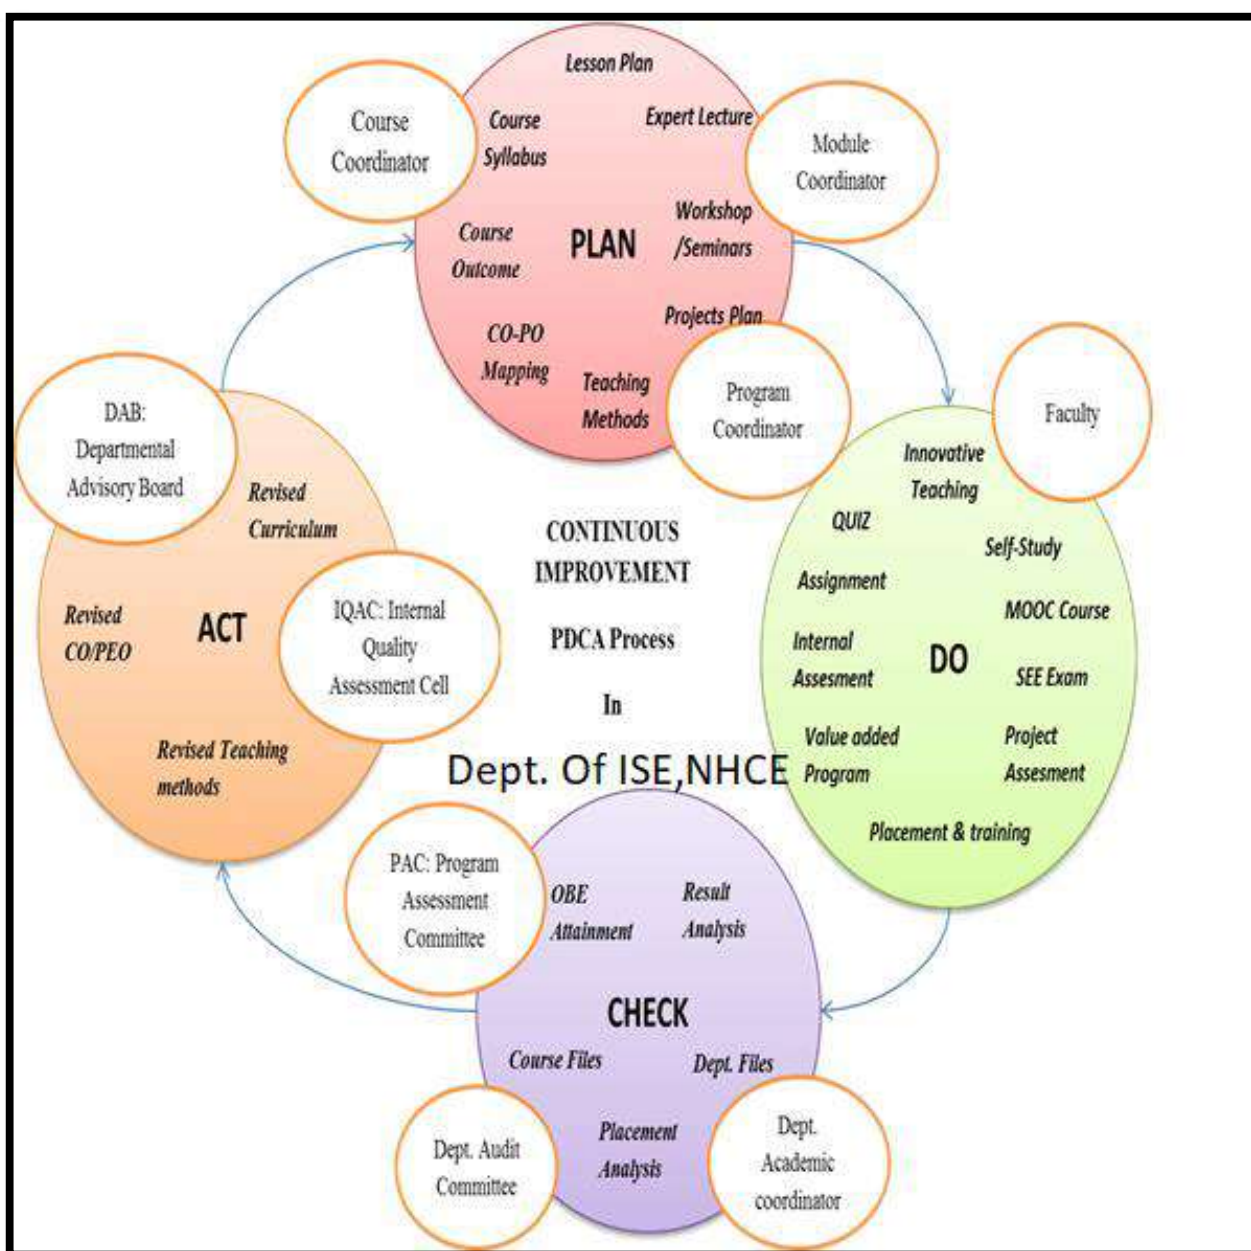 Lesson Plan
Course
Coordinator
Course
Syllabus
Expert Lecture
Module
Coordinator
Course
Outcome
PLAN
Workshop
/Seminars
CO-PO
Mapping
Projects Plan
Teaching
Methods
Program
Coordinator
Faculty
Innovative
Teaching
QUIZ
Self-Study
Assignment
MOOC Course
Internal
Assesment
DO
SEE Exam
Value added
Program
Project
Assesment
Placement & training
DAB:
Departmental
Advisory Board
Revised
Curriculum
Revised
CO/PEO
ACT
IQAC: Internal
Quality
Assessment Cell
Revised Teaching
methods
CONTINUOUS
IMPROVEMENT
PDCA Process
In
Dept. Of ISE,NHCE
PAC: Program
Assessment
Committee
OBE
Attainment
Result
Analysis
CHECK
Course Files
Dept. Files
Dept. Audit
Committee
Placement
Analysis
Dept.
Academic
coordinator